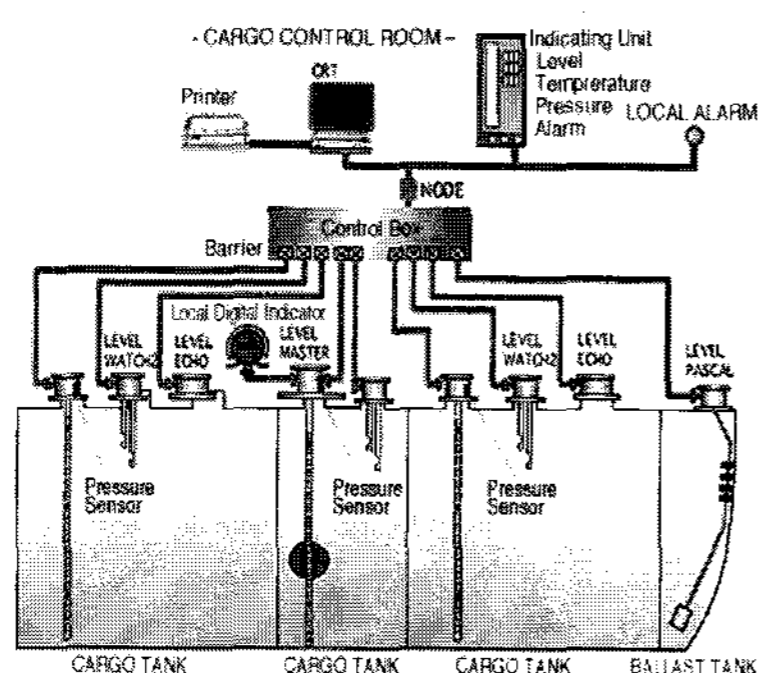 - CARGO CONTROL ROOM -
CRT
Printer
Indicating Unit
Level
Temprerature
Pressure
Alarm
LOCAL ALARM
NODE
Control Box
Barrier
Local Digital Indicator
LEVEL
WATCH2
LEVEL
ECHO
LEVEL
MASTER
LEVEL
WATCH2
LEVEL
ECHO
LEVEL
PASCAL
Pressure
Sensor
Pressure
Sensor
Pressure
Sensor
CARGO TANK
CARGO TANK
CARGO TANK
BALLAST TANK